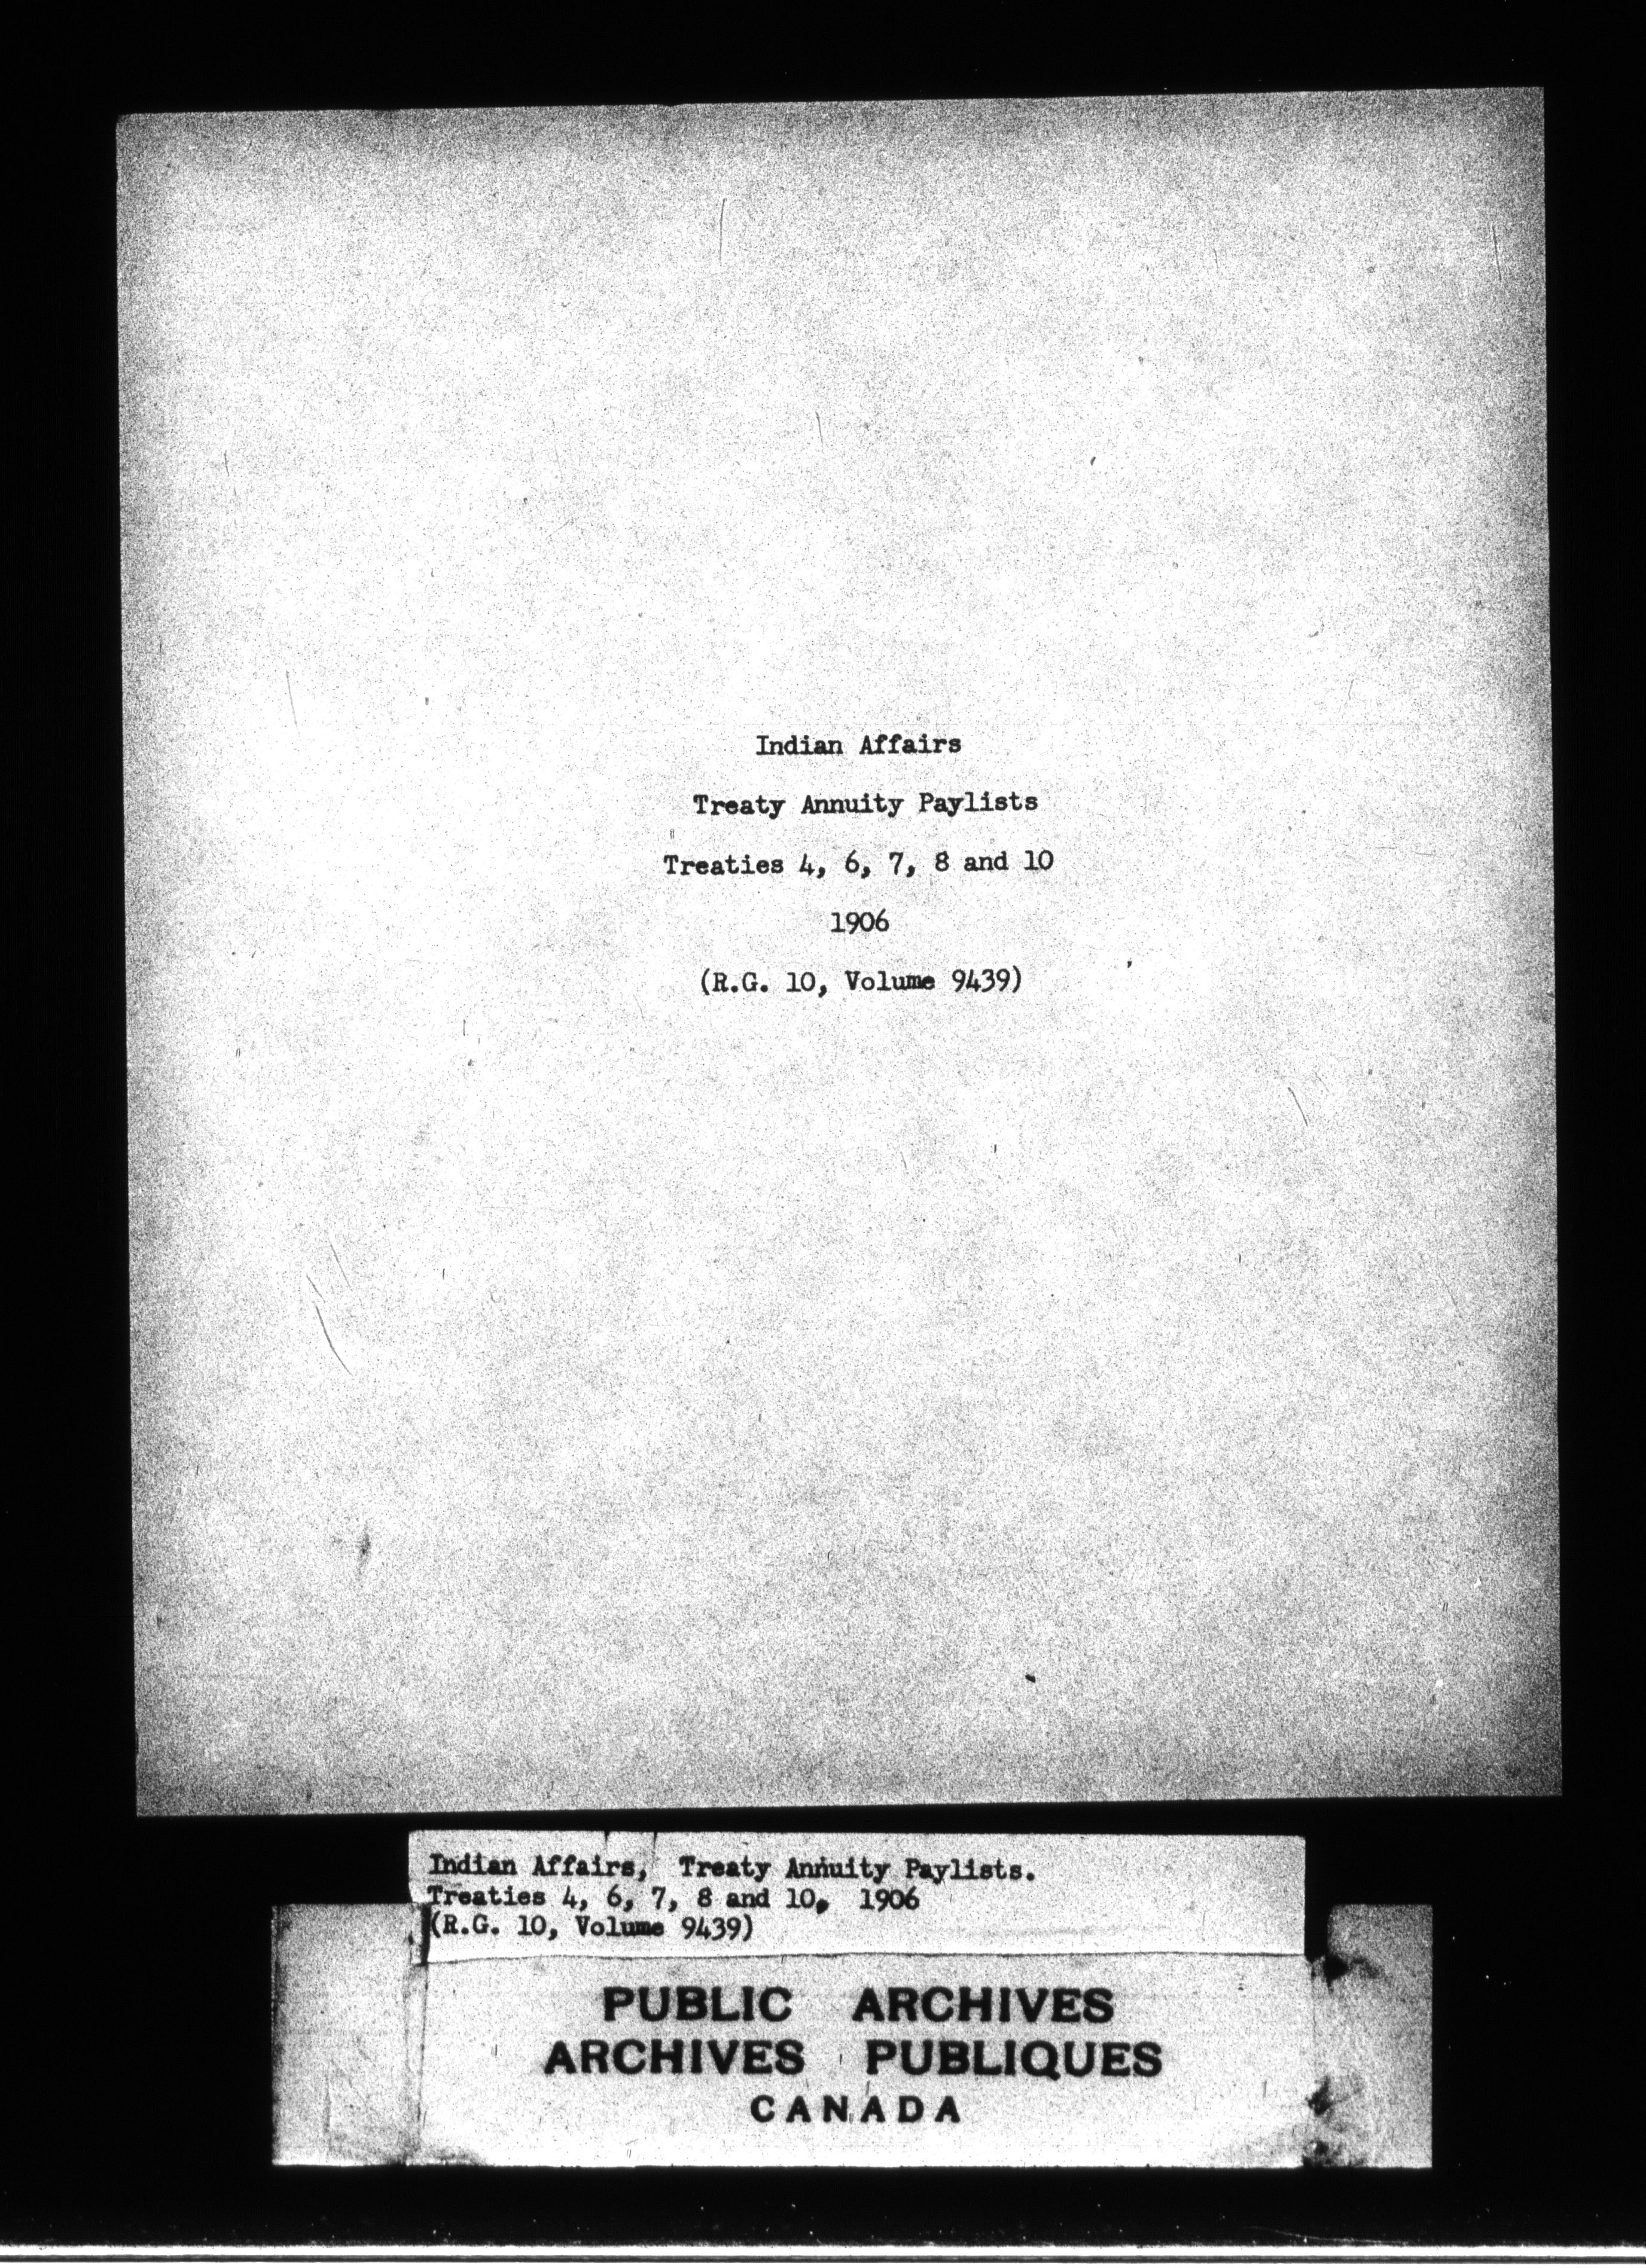 Indian Affairs
Treaty Annuity Paylists
Treaties 4, 6, 7, 8 and 10
1906
(R.G. 10, Volume 9439)
Indian Affairs, Treaty Annuity Paylists.
Treaties 4, 6, 7, 8 and 10, 1906
(R.G. 10, Volume 9439)
PUBLIC ARCHIVES
ARCHIVES PUBLIQUES
CANADA